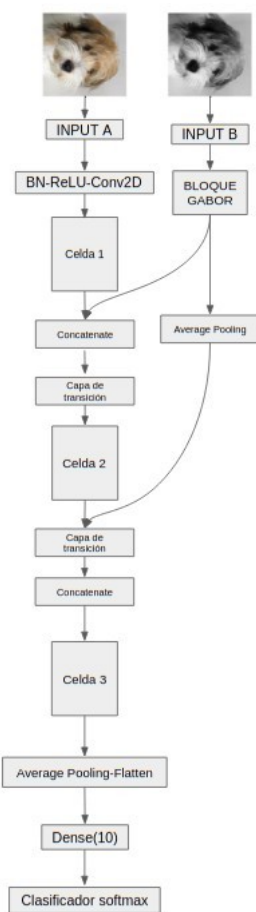 INPUT A
INPUT B
BN-ReLU-Conv2D
BLOQUE
GABOR
Celda 1
Concatenate
Average Pooling
Capa de
transición
Celda 2
Capa de
transición
Concatenate
Celda 3
Average Pooling-Flatten
Dense(10)
Clasificador softmax